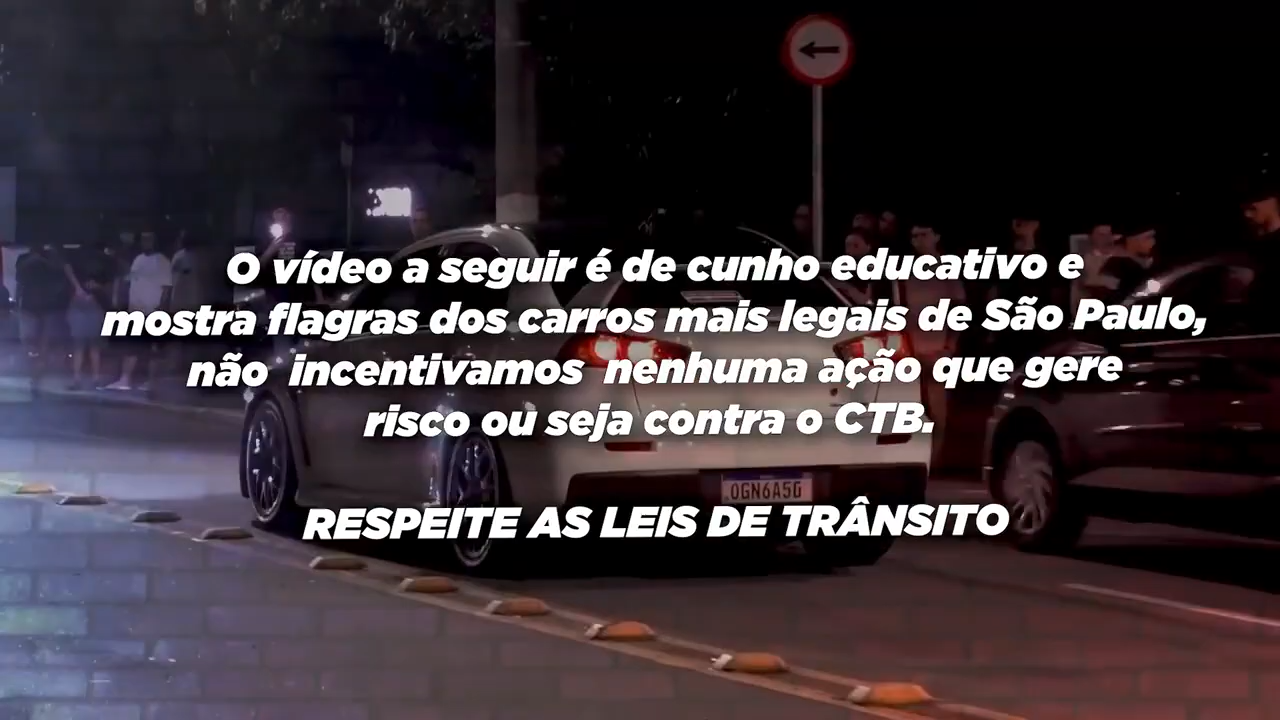 O vídeo a seguir é de cunho educativo e
mostra flagras dos carros mais legais de São Paulo,
não incentivamos nenhuma ação que gere
risco ou seja contra o CTB.
OGN6A5G
RESPEITE AS LEIS DE TRÂNSITO